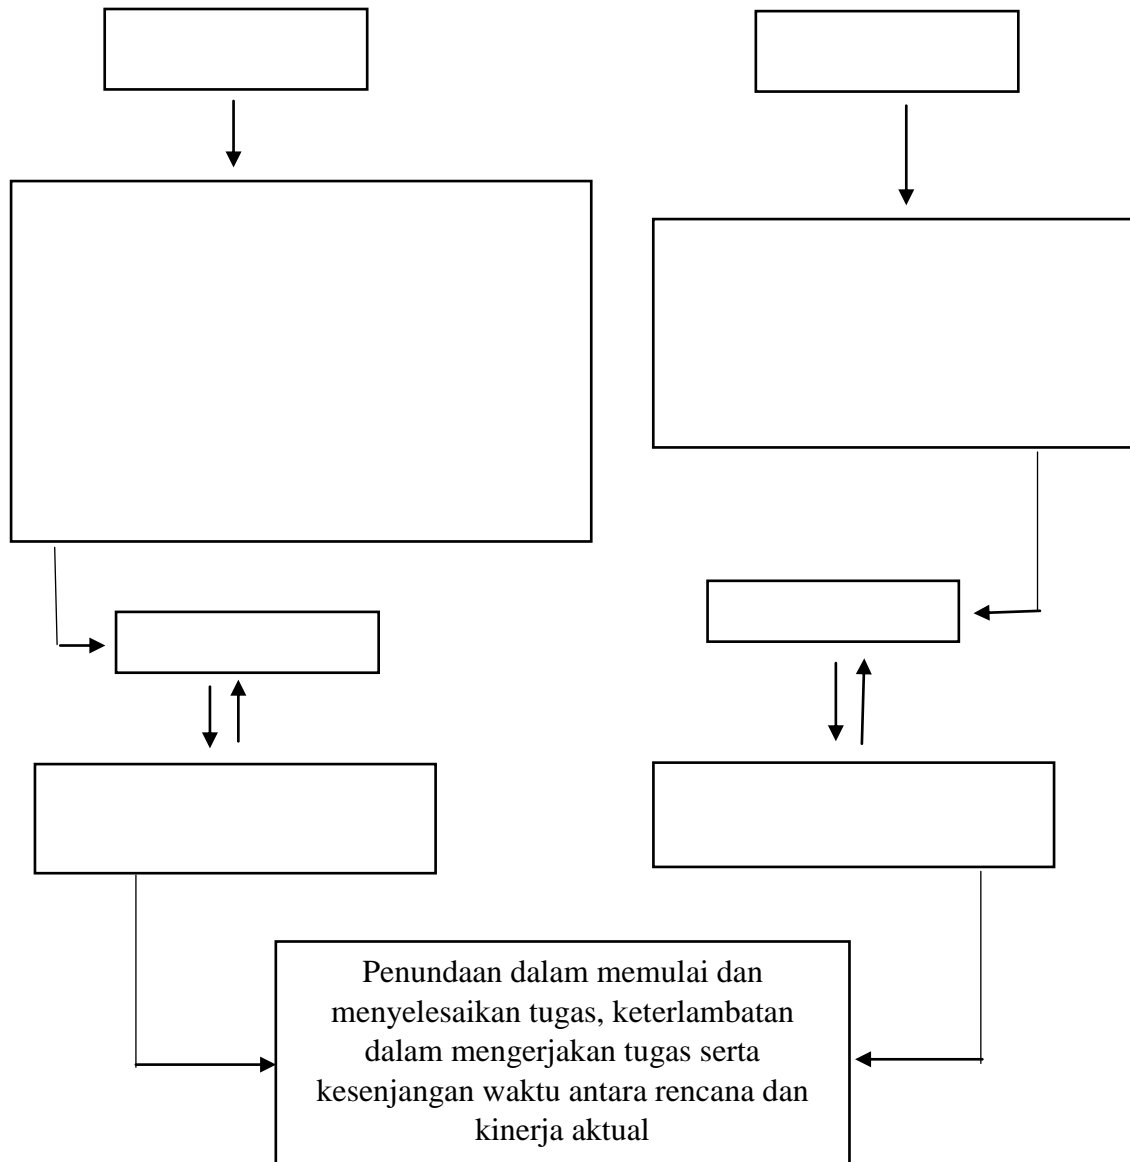 Penundaan dalam memulai dan
menyelesaikan tugas, keterlambatan
dalam mengerjakan tugas serta
kesenjangan waktu antara rencana dan
kinerja aktual